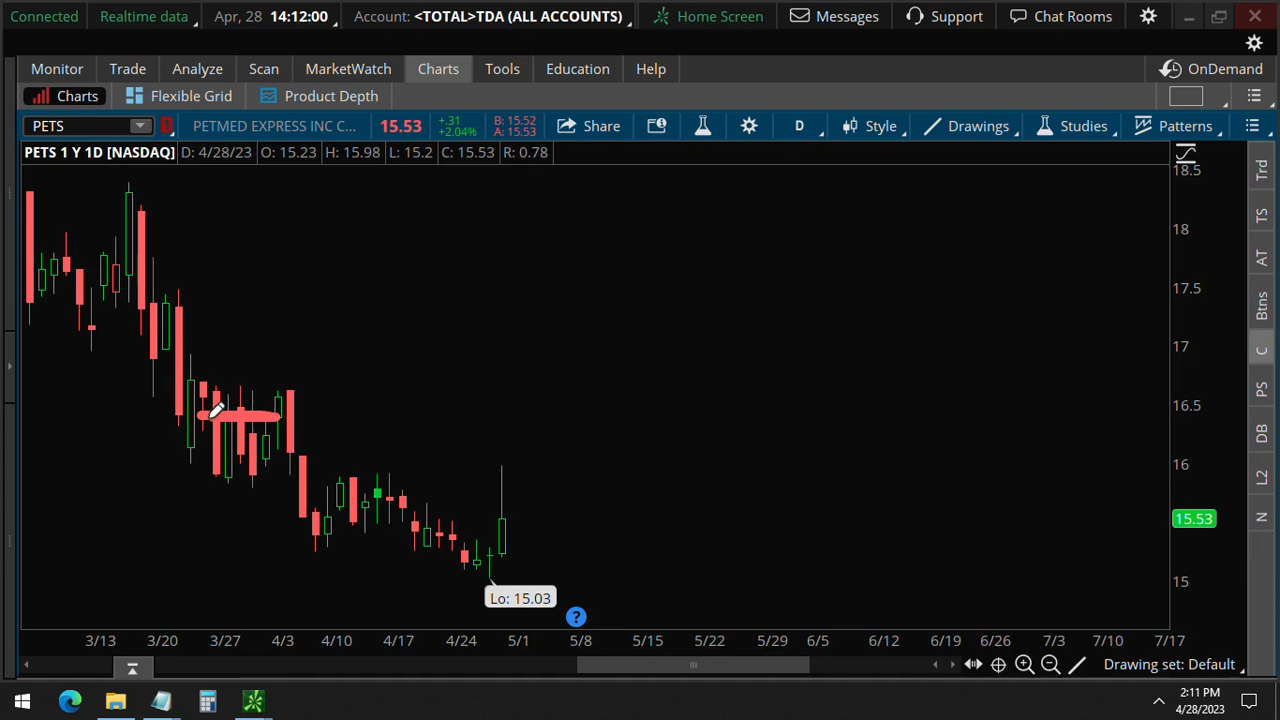 Connected Realtime data Apr, 28 14:12:00 Account: <TOTAL>TDA (ALL ACCOUNTS) Home Screen Messages Support Chat Rooms
Monitor Trade Analyze Scan MarketWatch Charts Tools Education Help OnDemand
Charts Flexible Grid Product Depth
PETS 1 PETMED EXPRESS INC C... 15.53 +.31 B: 15.52 Share D Style Drawings Studies Patterns
+2.04% A: 15.53
PETS 1 Y 1D [NASDAQ] D: 4/28/23 O: 15.23 H: 15.98 L: 15.2 C: 15.53 R: 0.78
18.5
18
17.5
17
16.5
16
15.53
15
Lo: 15.03
?
3/13 3/20 3/27 4/3 4/10 4/17 4/24 5/1 5/8 5/15 5/22 5/29 6/5 6/12 6/19 6/26 7/3 7/10 7/17
Drawing set: Default
Trd
TS
AT
Btns
C
PS
DB
L2
N
2:11 PM
4/28/2023